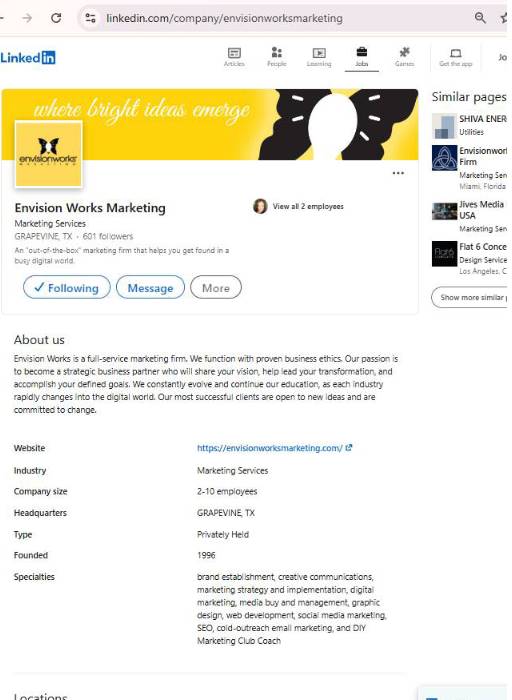 linkedin.com/company/envisionworksmarketing
Linked in
Articles
People
Learning
Jobs
Games
Get the app
Jo
where bright ideas emerge
envisionworks
MARKETING
Envision Works Marketing
Marketing Services
GRAPEVINE, TX · 601 followers
An "out-of-the-box" marketing firm that helps you get found in a
busy digital world.
View all 2 employees
Following
Message
More
Similar pages
SHIVA ENER
Utilities
Envisionwor
Firm
Marketing Ser
Miami, Florida
Jives Media
USA
Marketing Ser
Flat 6 Conce
Design Service
Los Angeles, C
Show more similar p
About us
Envision Works is a full-service marketing firm. We function with proven business ethics. Our passion is
to become a strategic business partner who will share your vision, help lead your transformation, and
accomplish your defined goals. We constantly evolve and continue our education, as each industry
rapidly changes into the digital world. Our most successful clients are open to new ideas and are
committed to change.
Website
https://envisionworksmarketing.com/
Industry
Marketing Services
Company size
2-10 employees
Headquarters
GRAPEVINE, TX
Type
Privately Held
Founded
1996
Specialties
brand establishment, creative communications,
marketing strategy and implementation, digital
marketing, media buy and management, graphic
design, web development, social media marketing,
SEO, cold-outreach email marketing, and DIY
Marketing Club Coach
Locations